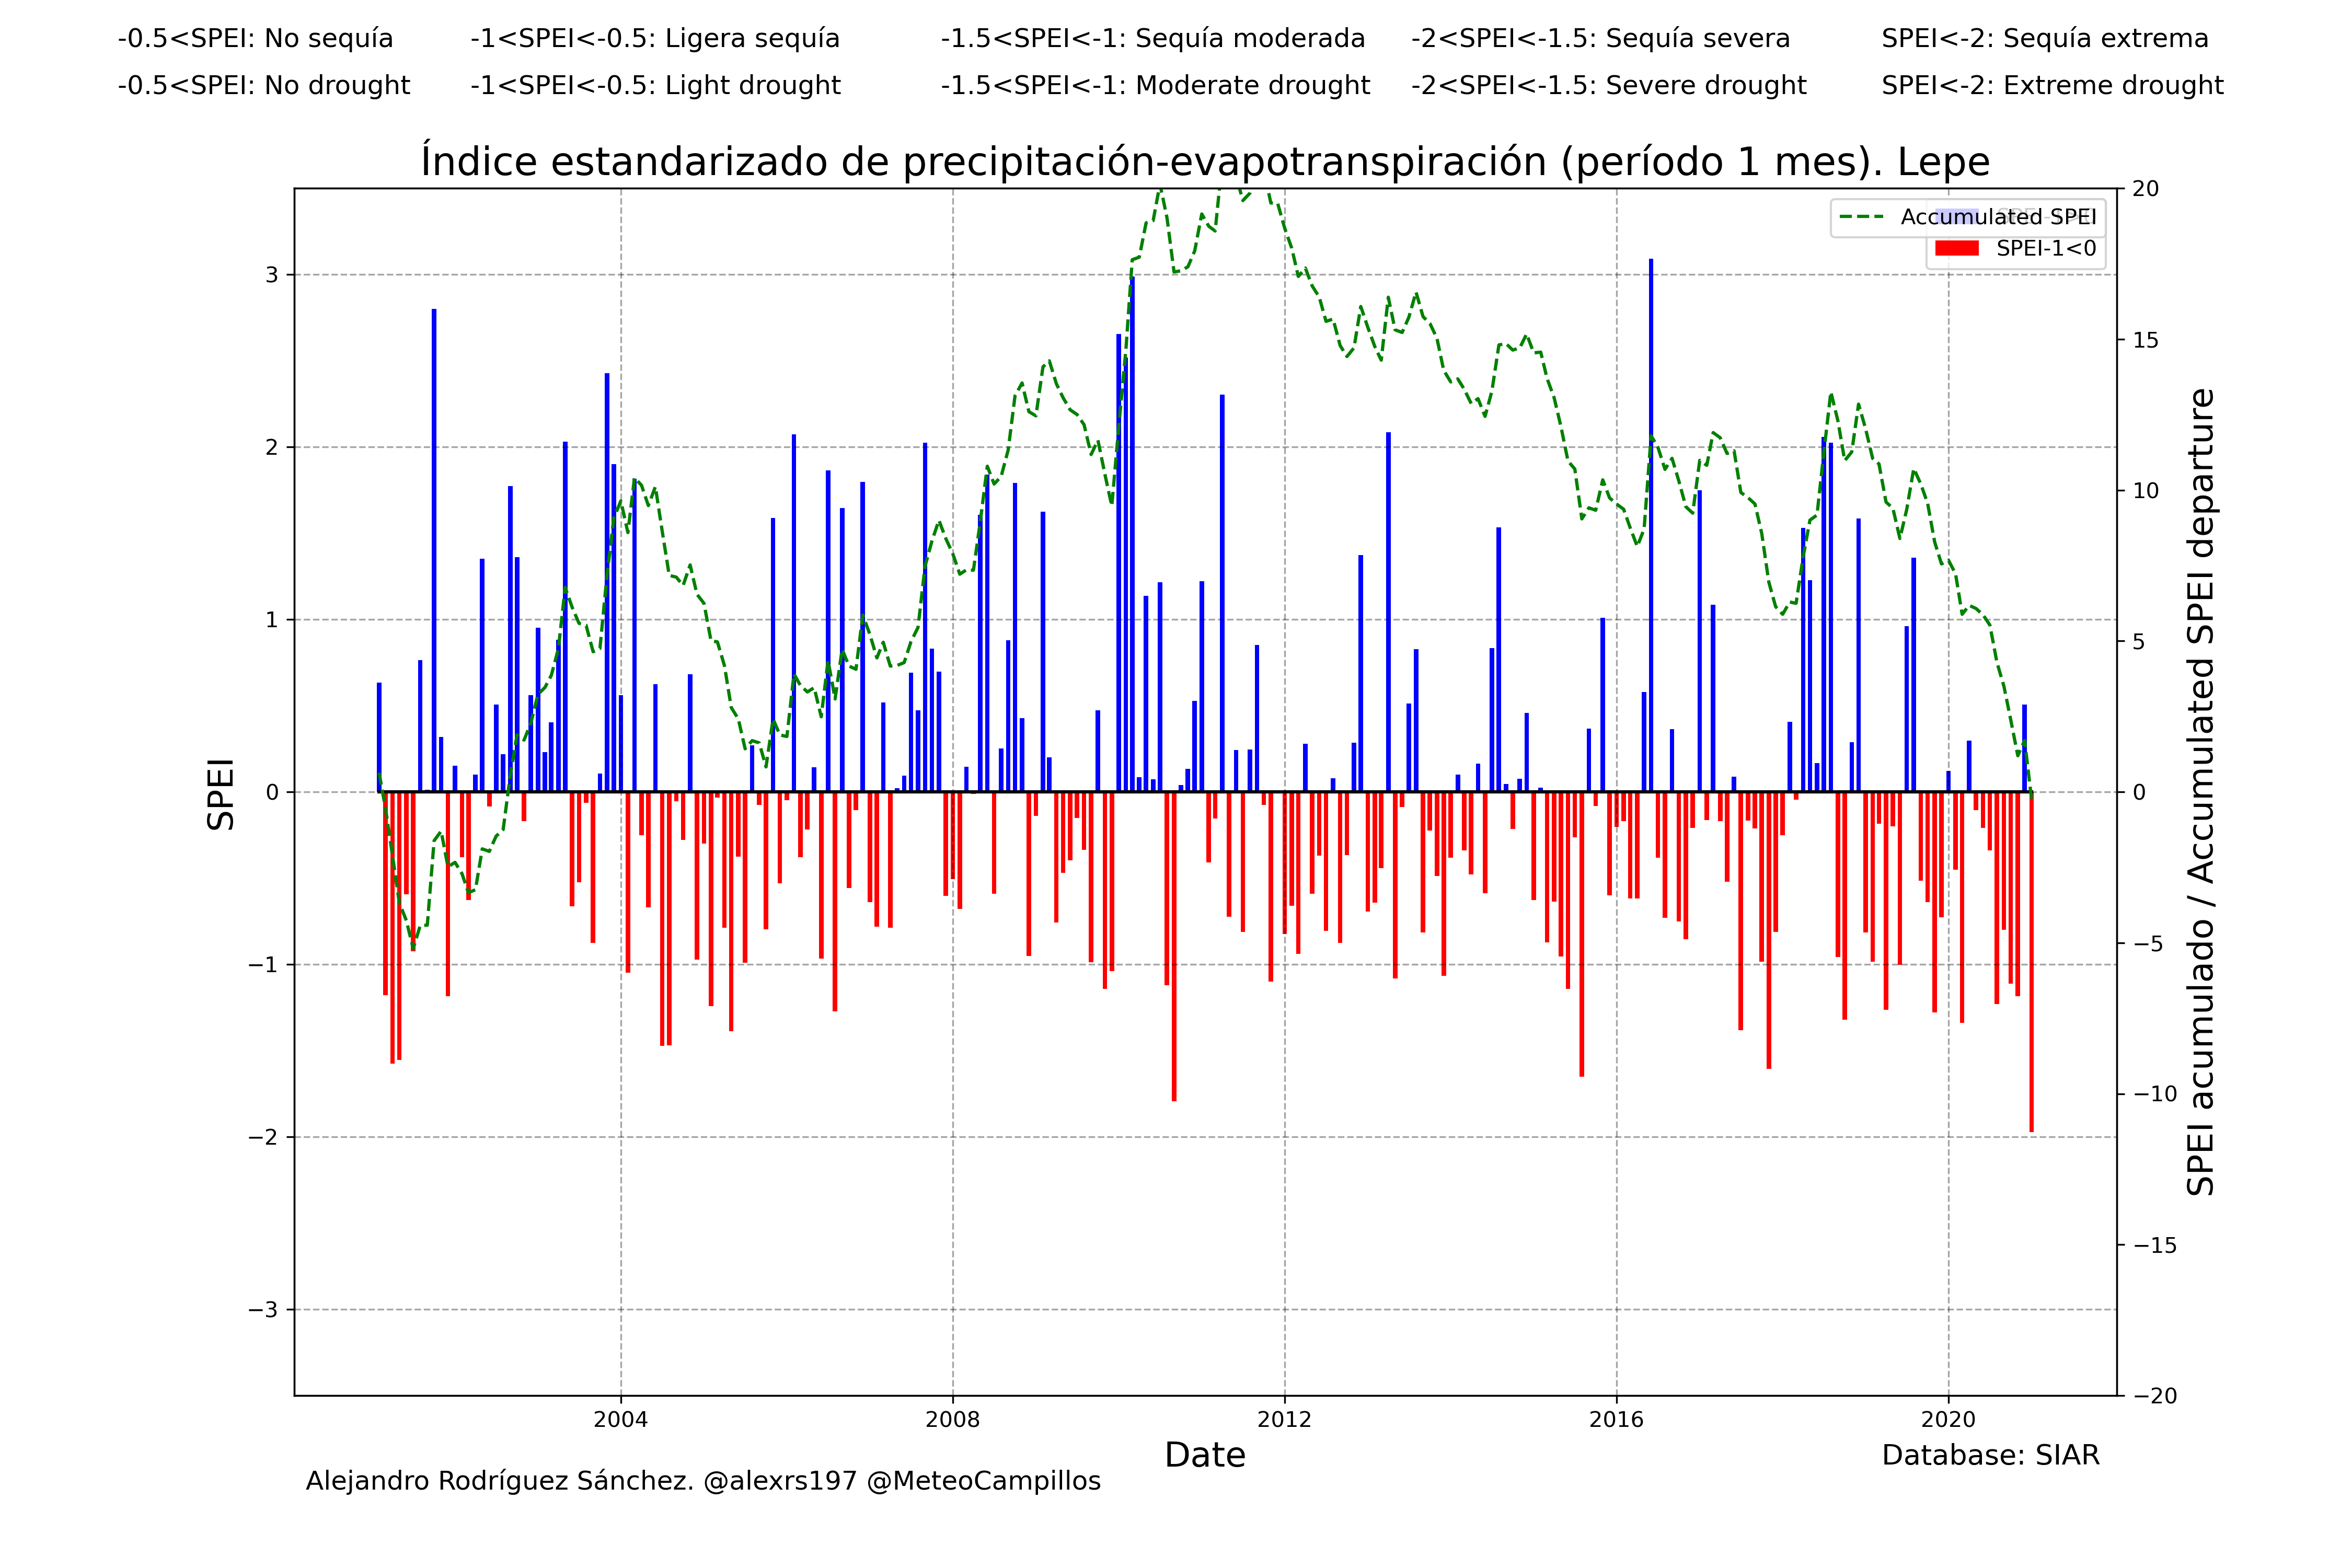 -0.5<SPEI: No sequía -1<SPEI<-0.5: Ligera sequía -1.5<SPEI<-1: Sequía moderada -2<SPEI<-1.5: Sequía severa SPEI<-2: Sequía extrema
-0.5<SPEI: No drought -1<SPEI<-0.5: Light drought -1.5<SPEI<-1: Moderate drought -2<SPEI<-1.5: Severe drought SPEI<-2: Extreme drought
Índice estandarizado de precipitación-evapotranspiración (período 1 mes). Lepe
Accumulated SPEI
SPEI-1<0
SPEI
3
2
1
0
−1
−2
−3
20
15
10
5
0
−5
−10
−15
−20
SPEI acumulado / Accumulated SPEI departure
2004 2008 2012 2016 2020
Date
Database: SIAR
Alejandro Rodríguez Sánchez. @alexrs197 @MeteoCampillos